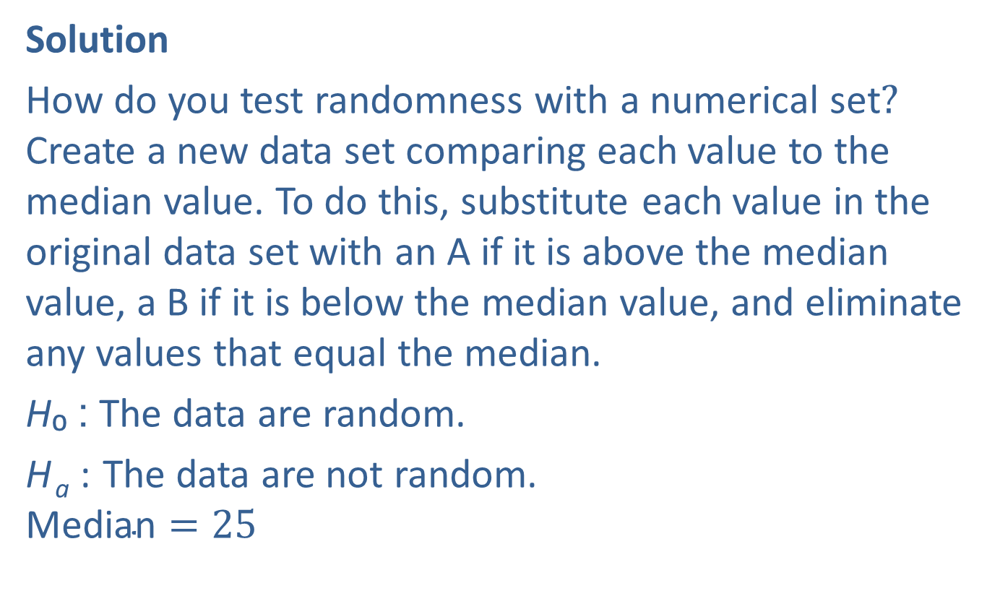 Solution
How do you test randomness with a numerical set?
Create a new data set comparing each value to the
median value. To do this, substitute each value in the
original data set with an A if it is above the median
value, a B if it is below the median value, and eliminate
any values that equal the median.
H₀ : The data are random.
Hₐ : The data are not random.
Median = 25